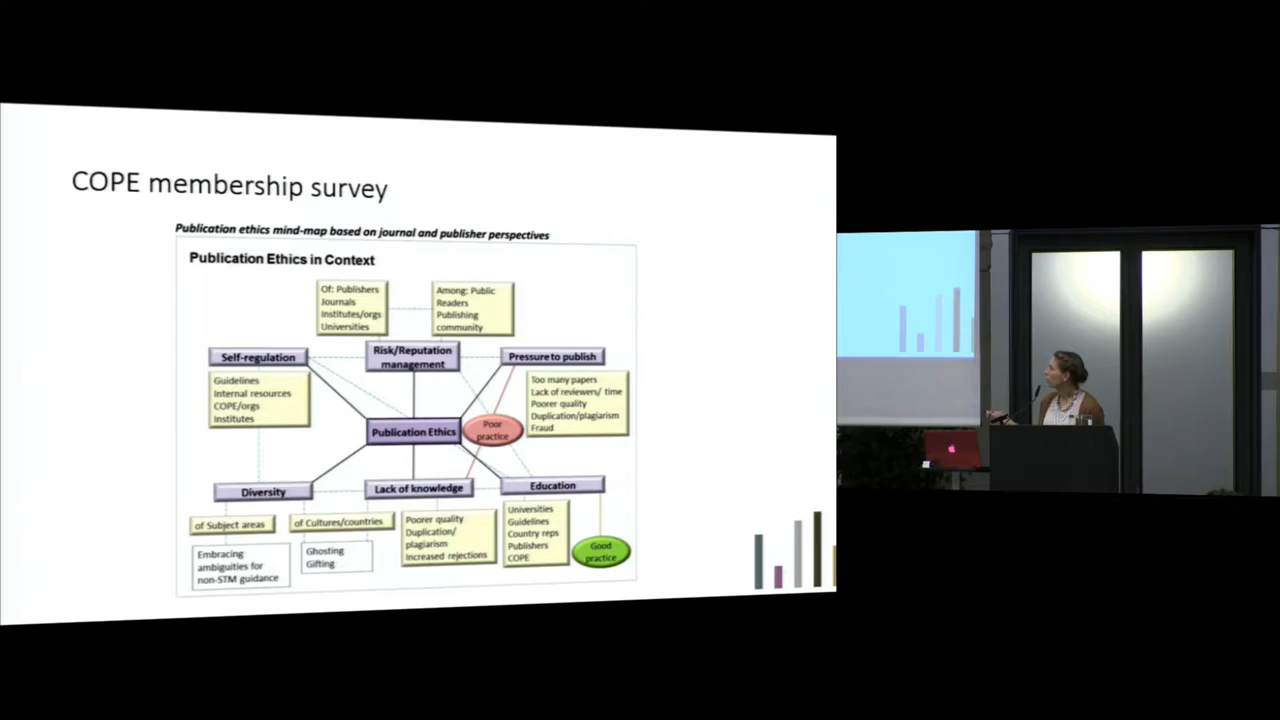 COPE membership survey
Publication ethics mind-map based on journal and publisher perspectives
Publication Ethics in Context
Of: Publishers
Journals
Institutes/orgs
Universities
Among: Public
Readers
Publishing
community
Self-regulation
Risk/Reputation
management
Pressure to publish
Guidelines
Internal resources
COPE/orgs
Institutes
Too many papers
Lack of reviewers/ time
Poorer quality
Duplication/plagiarism
Fraud
Publication Ethics
Poor
practice
Diversity
Lack of knowledge
Education
of Subject areas
of Cultures/countries
Poorer quality
Duplication/
plagiarism
Increased rejections
Universities
Guidelines
Country reps
Publishers
COPE
Good
practice
Embracing
ambiguities for
non-STM guidance
Ghosting
Gifting